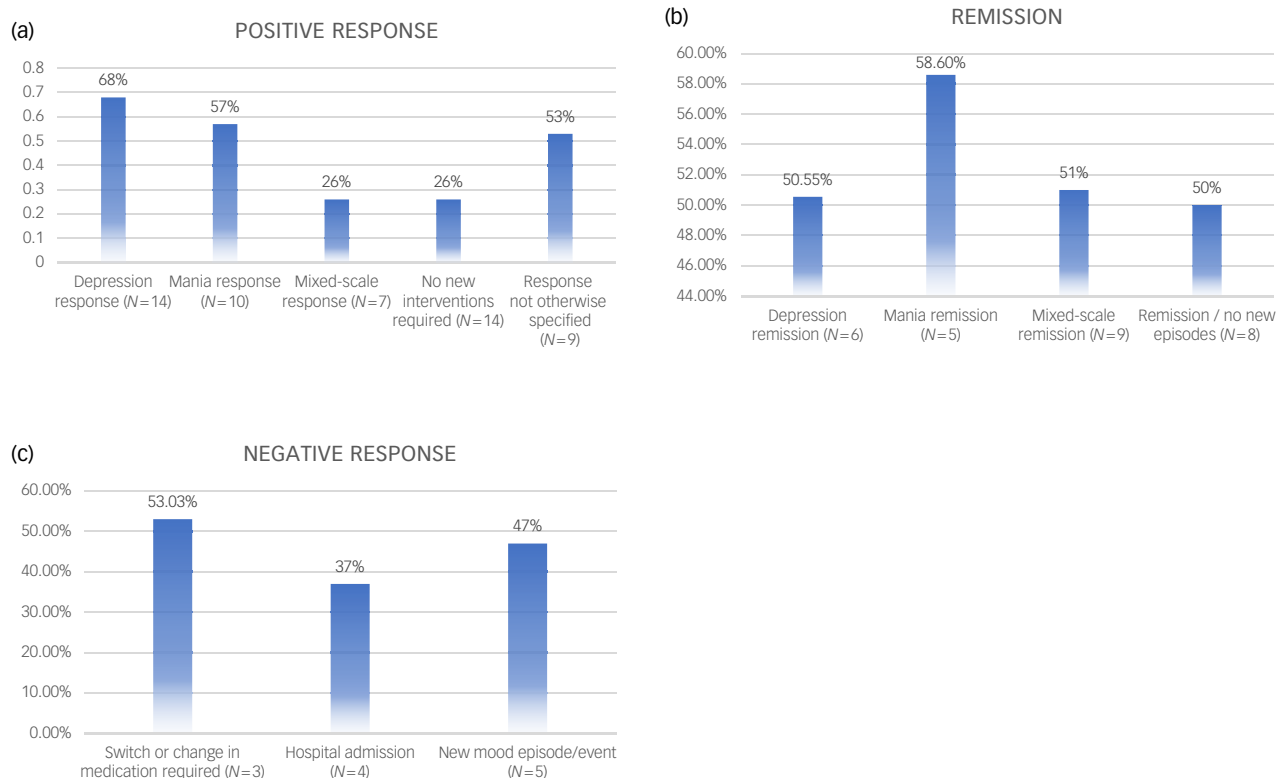 (a)
POSITIVE RESPONSE
0.8
0.7
0.6
0.5
0.4
0.3
0.2
0.1
0
68%
57%
26%
26%
53%
Depression
response (N=14)
Mania response
(N=10)
Mixed-scale
response (N=7)
No new
interventions
required (N=14)
Response
not otherwise
specified
(N=9)
(b)
REMISSION
60.00%
58.00%
56.00%
54.00%
52.00%
50.00%
48.00%
46.00%
44.00%
50.55%
58.60%
51%
50%
Depression
remission (N=6)
Mania remission
(N=5)
Mixed-scale
remission (N=9)
Remission / no new
episodes (N=8)
(c)
NEGATIVE RESPONSE
60.00%
50.00%
40.00%
30.00%
20.00%
10.00%
0.00%
53.03%
37%
47%
Switch or change in
medication required (N=3)
Hospital admission
(N=4)
New mood episode/event
(N=5)